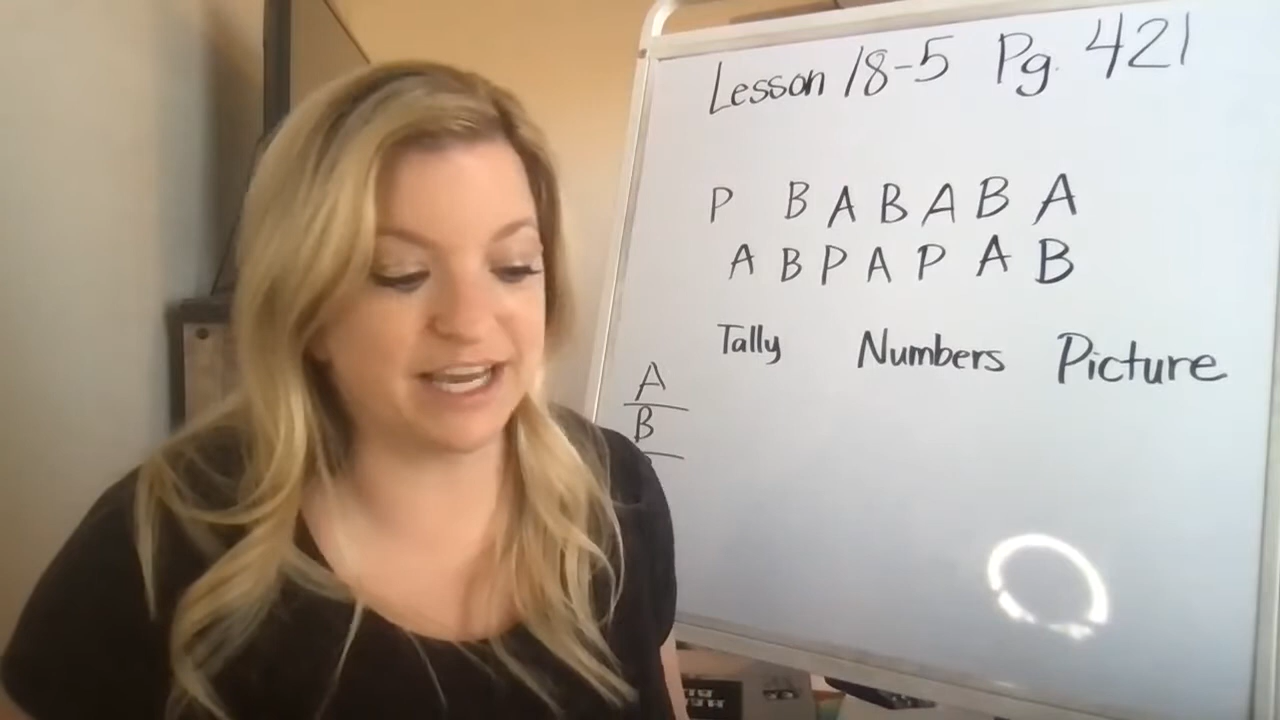 Lesson 18-5 Pg. 421
P B A B A B A
A B P A P A B
Tally Numbers Picture
A
B